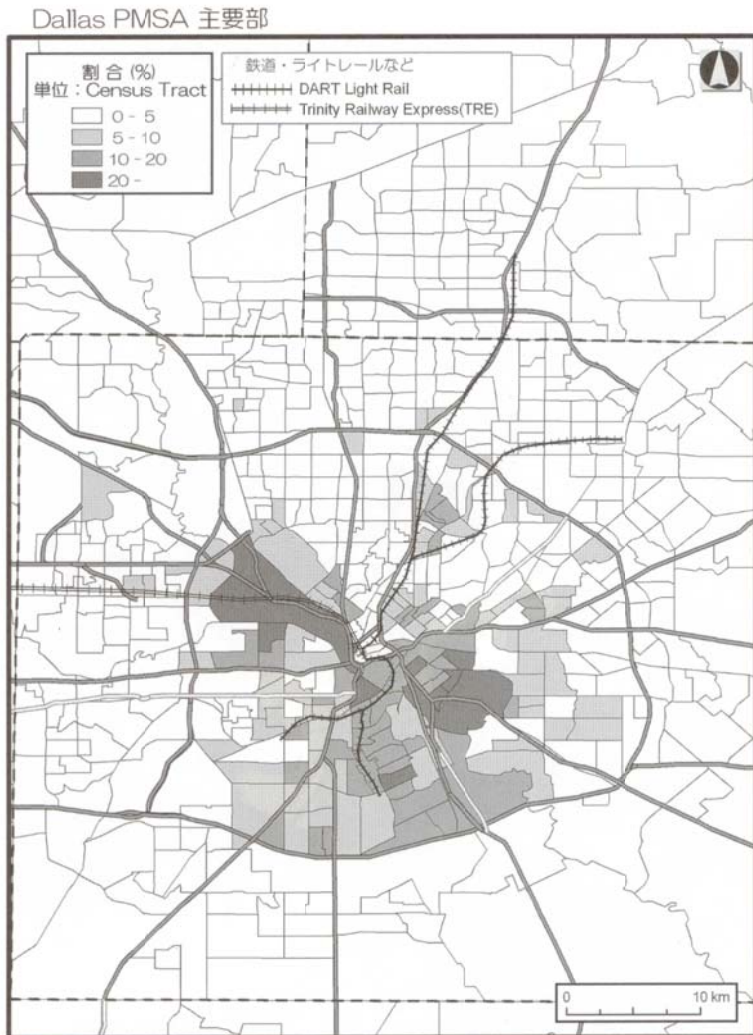 Dallas PMSA 主要部
割合 (%)
単位：Census Tract
0 - 5
5 - 10
10 - 20
20 -
鉄道・ライトレールなど
DART Light Rail
Trinity Railway Express(TRE)
0 10 km